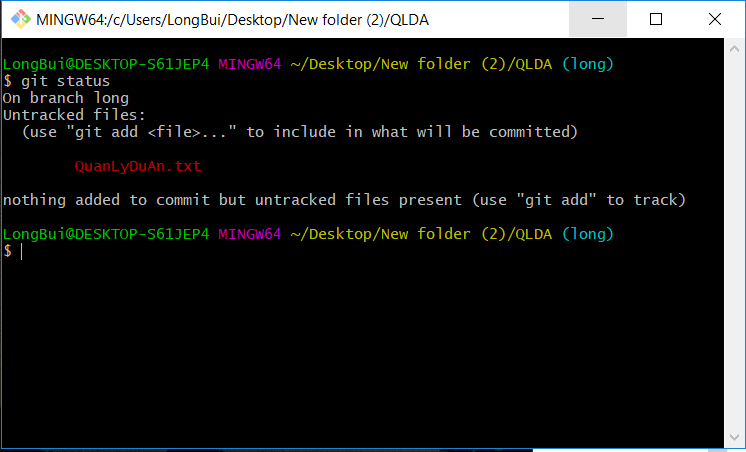 MINGW64:/c/Users/LongBui/Desktop/New folder (2)/QLDA
LongBui@DESKTOP-S61JEP4 MINGW64 ~/Desktop/New folder (2)/QLDA (long)
$ git status
On branch long
Untracked files:
  (use "git add <file>..." to include in what will be committed)
        QuanLyDuAn.txt
nothing added to commit but untracked files present (use "git add" to track)
LongBui@DESKTOP-S61JEP4 MINGW64 ~/Desktop/New folder (2)/QLDA (long)
$